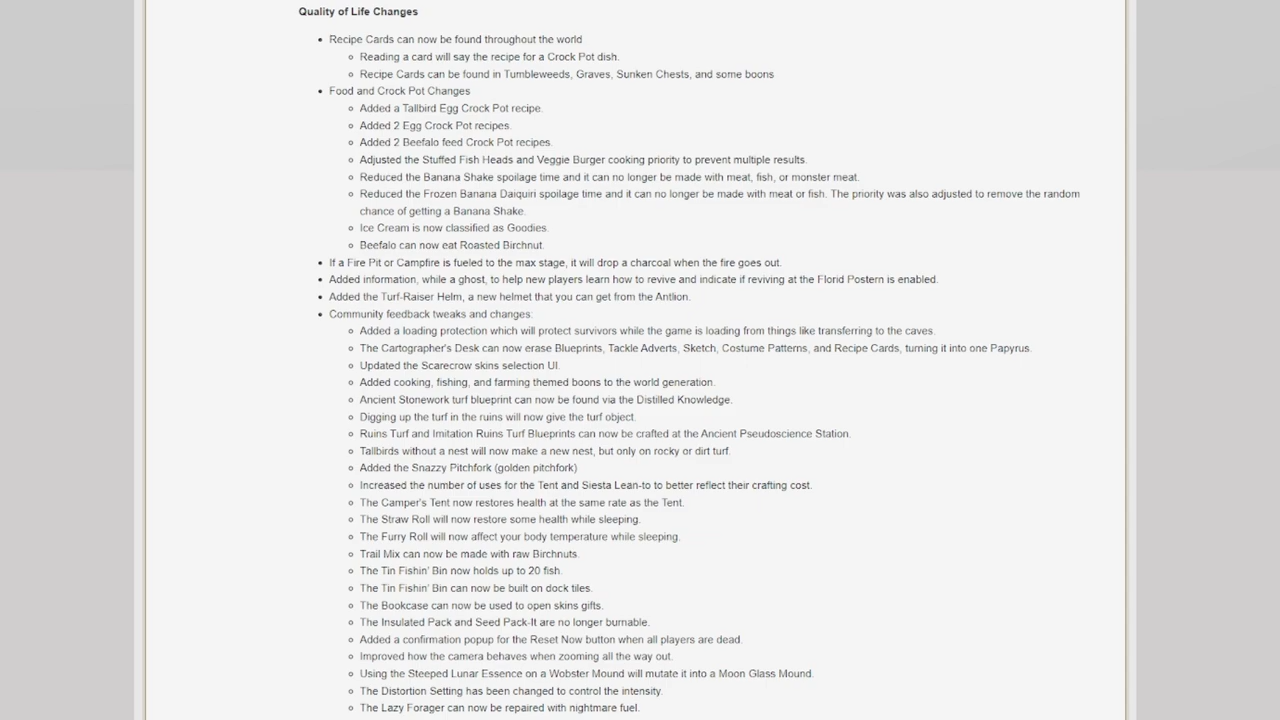 Quality of Life Changes
Recipe Cards can now be found throughout the world
Reading a card will say the recipe for a Crock Pot dish.
Recipe Cards can be found in Tumbleweeds, Graves, Sunken Chests, and some boons
Food and Crock Pot Changes
Added a Tallbird Egg Crock Pot recipe.
Added 2 Egg Crock Pot recipes.
Added 2 Beefalo feed Crock Pot recipes.
Adjusted the Stuffed Fish Heads and Veggie Burger cooking priority to prevent multiple results.
Reduced the Banana Shake spoilage time and it can no longer be made with meat, fish, or monster meat.
Reduced the Frozen Banana Daiquiri spoilage time and it can no longer be made with meat or fish. The priority was also adjusted to remove the random
chance of getting a Banana Shake.
Ice Cream is now classified as Goodies.
Beefalo can now eat Roasted Birchnut.
If a Fire Pit or Campfire is fueled to the max stage, it will drop a charcoal when the fire goes out.
Added information, while a ghost, to help new players learn how to revive and indicate if reviving at the Florid Postern is enabled.
Added the Turf-Raiser Helm, a new helmet that you can get from the Antlion.
Community feedback tweaks and changes:
Added a loading protection which will protect survivors while the game is loading from things like transferring to the caves.
The Cartographer's Desk can now erase Blueprints, Tackle Adverts, Sketch, Costume Patterns, and Recipe Cards, turning it into one Papyrus.
Updated the Scarecrow skins selection UI.
Added cooking, fishing, and farming themed boons to the world generation.
Ancient Stonework turf blueprint can now be found via the Distilled Knowledge.
Digging up the turf in the ruins will now give the turf object.
Ruins Turf and Imitation Ruins Turf Blueprints can now be crafted at the Ancient Pseudoscience Station.
Tallbirds without a nest will now make a new nest, but only on rocky or dirt turf.
Added the Snazzy Pitchfork (golden pitchfork)
Increased the number of uses for the Tent and Siesta Lean-to to better reflect their crafting cost.
The Camper's Tent now restores health at the same rate as the Tent.
The Straw Roll will now restore some health while sleeping.
The Furry Roll will now affect your body temperature while sleeping.
Trail Mix can now be made with raw Birchnuts.
The Tin Fishin' Bin now holds up to 20 fish.
The Tin Fishin' Bin can now be built on dock tiles.
The Bookcase can now be used to open skins gifts.
The Insulated Pack and Seed Pack-It are no longer burnable.
Added a confirmation popup for the Reset Now button when all players are dead.
Improved how the camera behaves when zooming all the way out.
Using the Steeped Lunar Essence on a Wobster Mound will mutate it into a Moon Glass Mound.
The Distortion Setting has been changed to control the intensity.
The Lazy Forager can now be repaired with nightmare fuel.